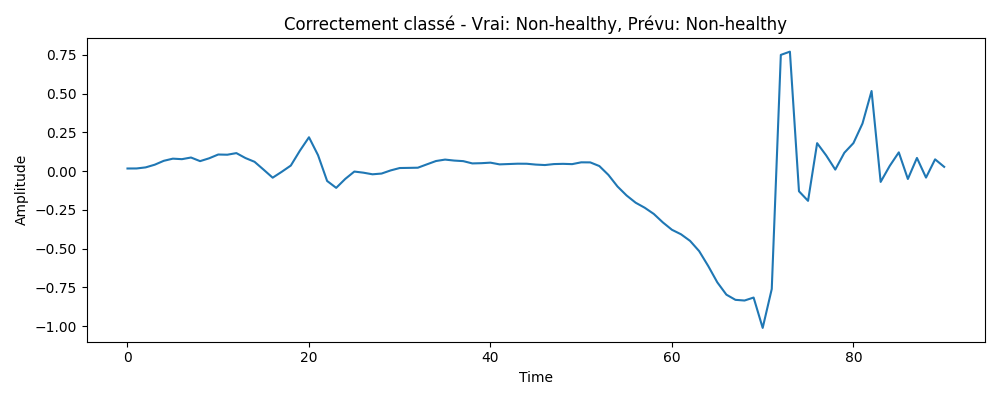 Correctement classé - Vrai: Non-healthy, Prévu: Non-healthy
Amplitude
0.75
0.50
0.25
0.00
−0.25
−0.50
−0.75
−1.00
0 20 40 60 80
Time